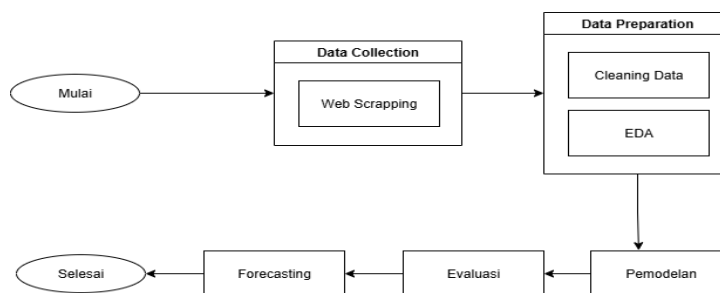 Data Preparation
Data Collection
Cleaning Data
Mulai
Web Scrapping
EDA
Selesai
Forecasting
Evaluasi
Pemodelan